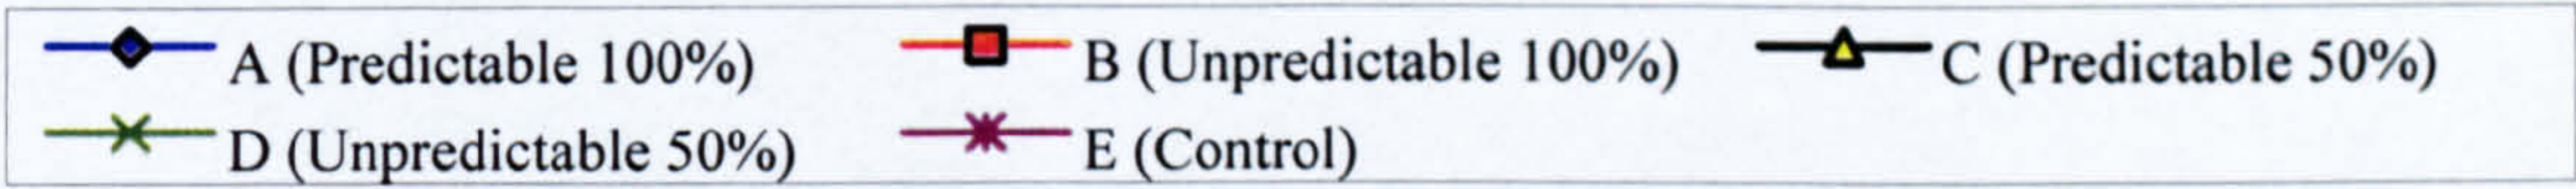 A (Predictable 100%) B (Unpredictable 100%) C (Predictable 50%)
D (Unpredictable 50%) E (Control)